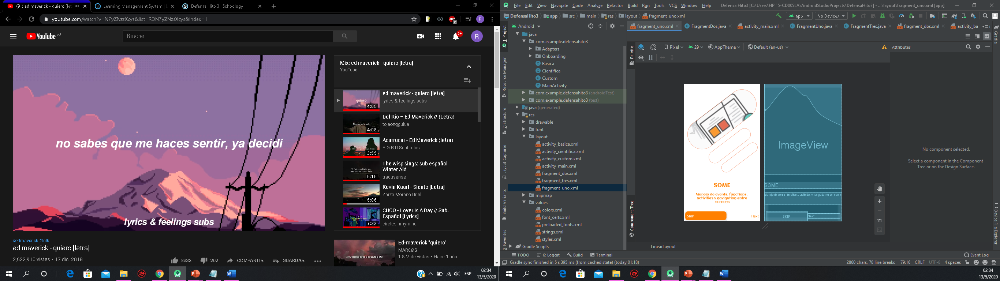 (91) ed maverick - quiero [let
Learning Management System | L
Defensa Hito 3 | Schoology
youtube.com/watch?v=N7yZNzsXcys&list=RDN7yZNzsXcys&index=1
ABP
23
R
YouTube BO
Buscar
9+
R
no sabes que me haces sentir, ya decidí
lyrics & feelings subs
Mix: ed maverick - quiero [letra]
YouTube
quiero
4:05
ed maverick - quiero [letra]
lyrics & feelings subs
4:08
Del Río – Ed Maverick // (Letra)
tojeonggukie
3:55
Acurrucar - Ed Maverick (letra)
B Ø R U Subtitulos
5:15
The wisp sings: sub español
Winter Aid
tradusense
5:06
Kevin Kaarl - Siento [Letra]
Zarza Moreno Uriel
7:33
CUCO - Lover Is A Day // Sub.
Español [Lyrics]
circlesinmymind
Me acerqué poco a poquito a ella
Ed-maverick "quiero"
MARCØS
1.8 M de vistas • Hace 1 año
#edmaverick #folk
ed maverick - quiero [letra]
2,622,910 vistas • 17 dic. 2018
8332
262
COMPARTIR
GUARDAR
ESP
02:34
13/5/2020
File Edit View Navigate Code Analyze Refactor Build Run Tools VCS Window Help
Defensa Hito3 [C:\Users\HP 15-CD005LA\AndroidStudioProjects\DefensaHito3] - ...\layout\fragment_uno.xml [app]
DefensaHito3 app src main res layout fragment_uno.xml
app
No Devices
1: Project
Resource Manager
7: Structure
Layout Captures
Build Variants
2: Favorites
Android
java
com.example.defensahito3
Adapters
Onboarding
Basica
Cientifica
Custom
MainActivity
com.example.defensahito3 (androidTest)
com.example.defensahito3 (test)
java (generated)
res
drawable
font
layout
activity_basica.xml
activity_cientifica.xml
activity_custom.xml
activity_main.xml
fragment_dos.xml
fragment_tres.xml
fragment_uno.xml
mipmap
values
colors.xml
font_certs.xml
preloaded_fonts.xml
strings.xml
styles.xml
Gradle Scripts
fragment_uno.xml
FragmentDos.java
activity_main.xml
FragmentUno.java
FragmentTres.java
fragment_dos.xml
activity_ba
Palette
Component Tree
Pixel
29
AppTheme
Default (en-us)
SOME
Manejo de events, functions,
activities y navigation entre
screens
SKIP
Next
ImageView
SOME
Manejo de events, functions, activities y navigation entre scree
SKIP
Next
1:1
LinearLayout
Attributes
No component selected.
Select a component in the Component
Tree or on the Design Surface.
Gradle
Device File Explorer
TODO
6: Logcat
Build
Terminal
Event Log
Gradle sync finished in 5 s 395 ms (from cached state) (today 01:18)
2860 chars, 78 line breaks
79:16
CRLF
UTF-8
4 spaces
02:34
13/5/2020